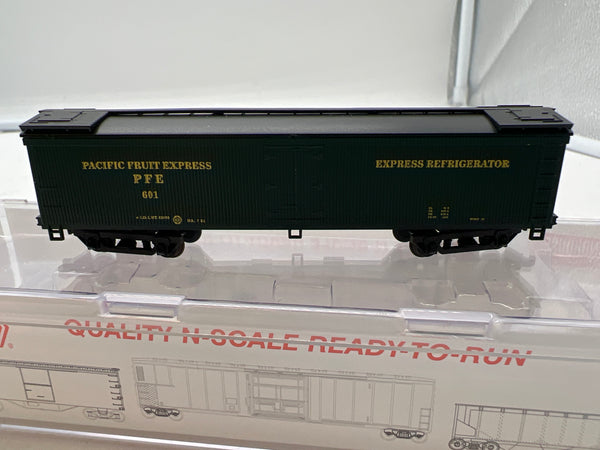 PACIFIC FRUIT EXPRESS
PFE
601
EXPRESS REFRIGERATOR
QUALITY N-SCALE READY-TO-RUN